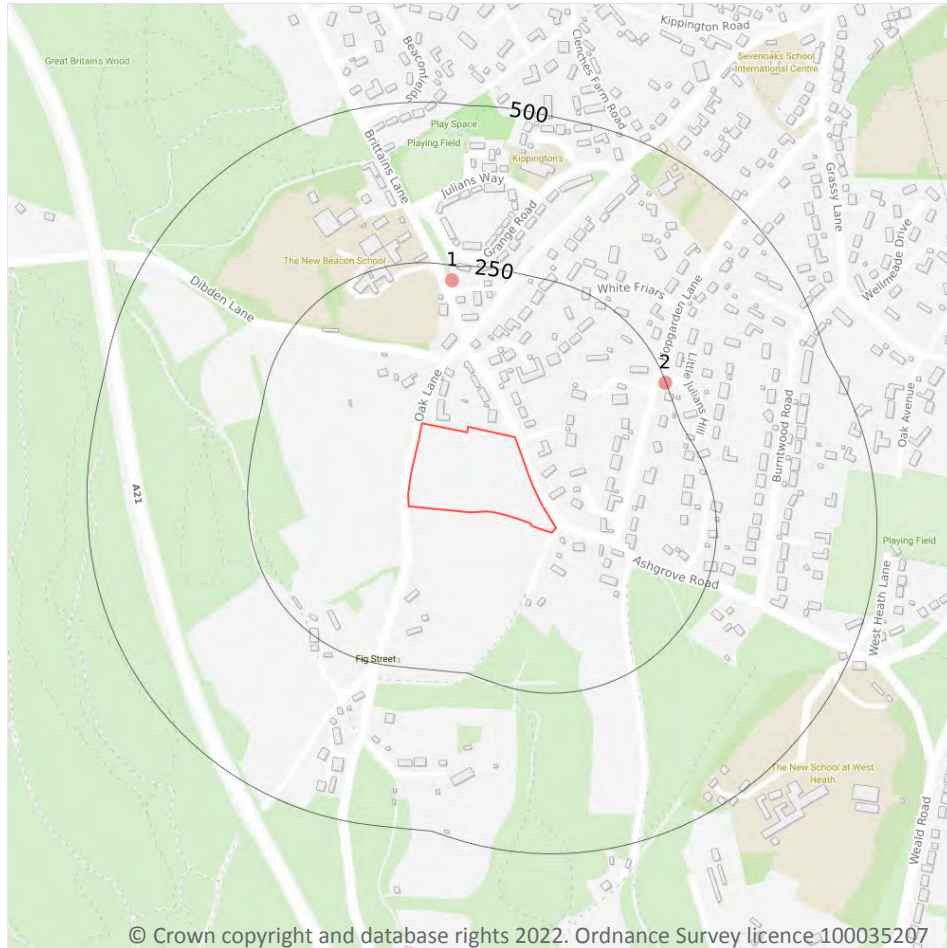 Kippington Road
Great Britain's Wood
Beaconfields
Clenches Farm Road
Sevenoaks School
International Centre
500
Play Space
Playing Field
Brittains Lane
Kippington's
Julians Way
Grassy Lane
Grange Road
Wellmeade Drive
The New Beacon School
1
250
White Friars
Dibden Lane
Hopgarden Lane
2
Little Julians Hill
Oak Lane
Burntwood Road
Oak Avenue
A21
Playing Field
Ashgrove Road
West Heath Lane
Fig Street
The New School at West
Heath
Weald Road
© Crown copyright and database rights 2022. Ordnance Survey licence 100035207